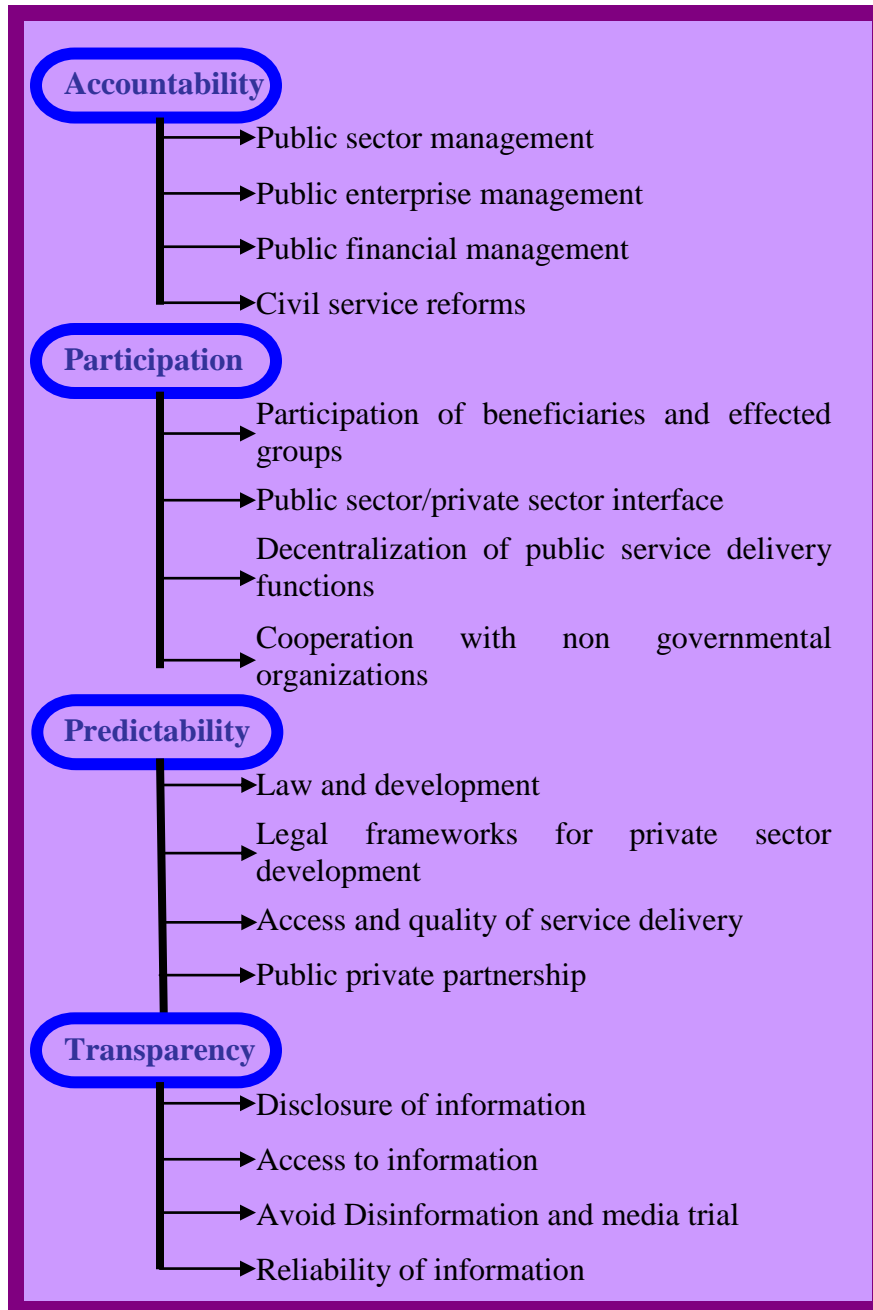 Accountability
Public sector management
Public enterprise management
Public financial management
Civil service reforms
Participation
Participation of beneficiaries and effected
groups
Public sector/private sector interface
Decentralization of public service delivery
functions
Cooperation with non governmental
organizations
Predictability
Law and development
Legal frameworks for private sector
development
Access and quality of service delivery
Public private partnership
Transparency
Disclosure of information
Access to information
Avoid Disinformation and media trial
Reliability of information